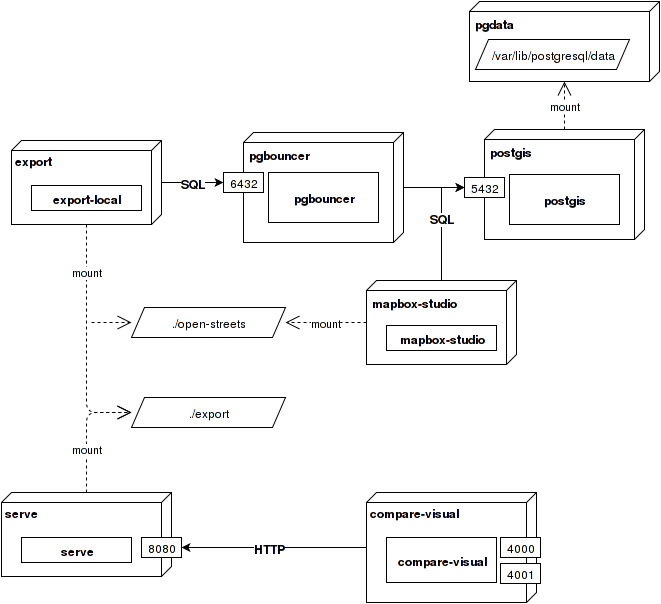 pgdata
/var/lib/postgresql/data
mount
export
export-local
SQL
6432
pgbouncer
pgbouncer
5432
postgis
postgis
SQL
mount
mapbox-studio
mapbox-studio
./open-streets
mount
./export
mount
serve
serve
8080
HTTP
compare-visual
compare-visual
4000
4001